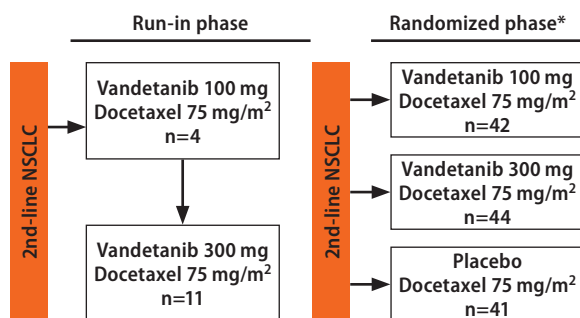 Run-in phase
2nd-line NSCLC
Vandetanib 100 mg
Docetaxel 75 mg/m²
n=4
Vandetanib 300 mg
Docetaxel 75 mg/m²
n=11
Randomized phase*
2nd-line NSCLC
Vandetanib 100 mg
Docetaxel 75 mg/m²
n=42
Vandetanib 300 mg
Docetaxel 75 mg/m²
n=44
Placebo
Docetaxel 75 mg/m²
n=41